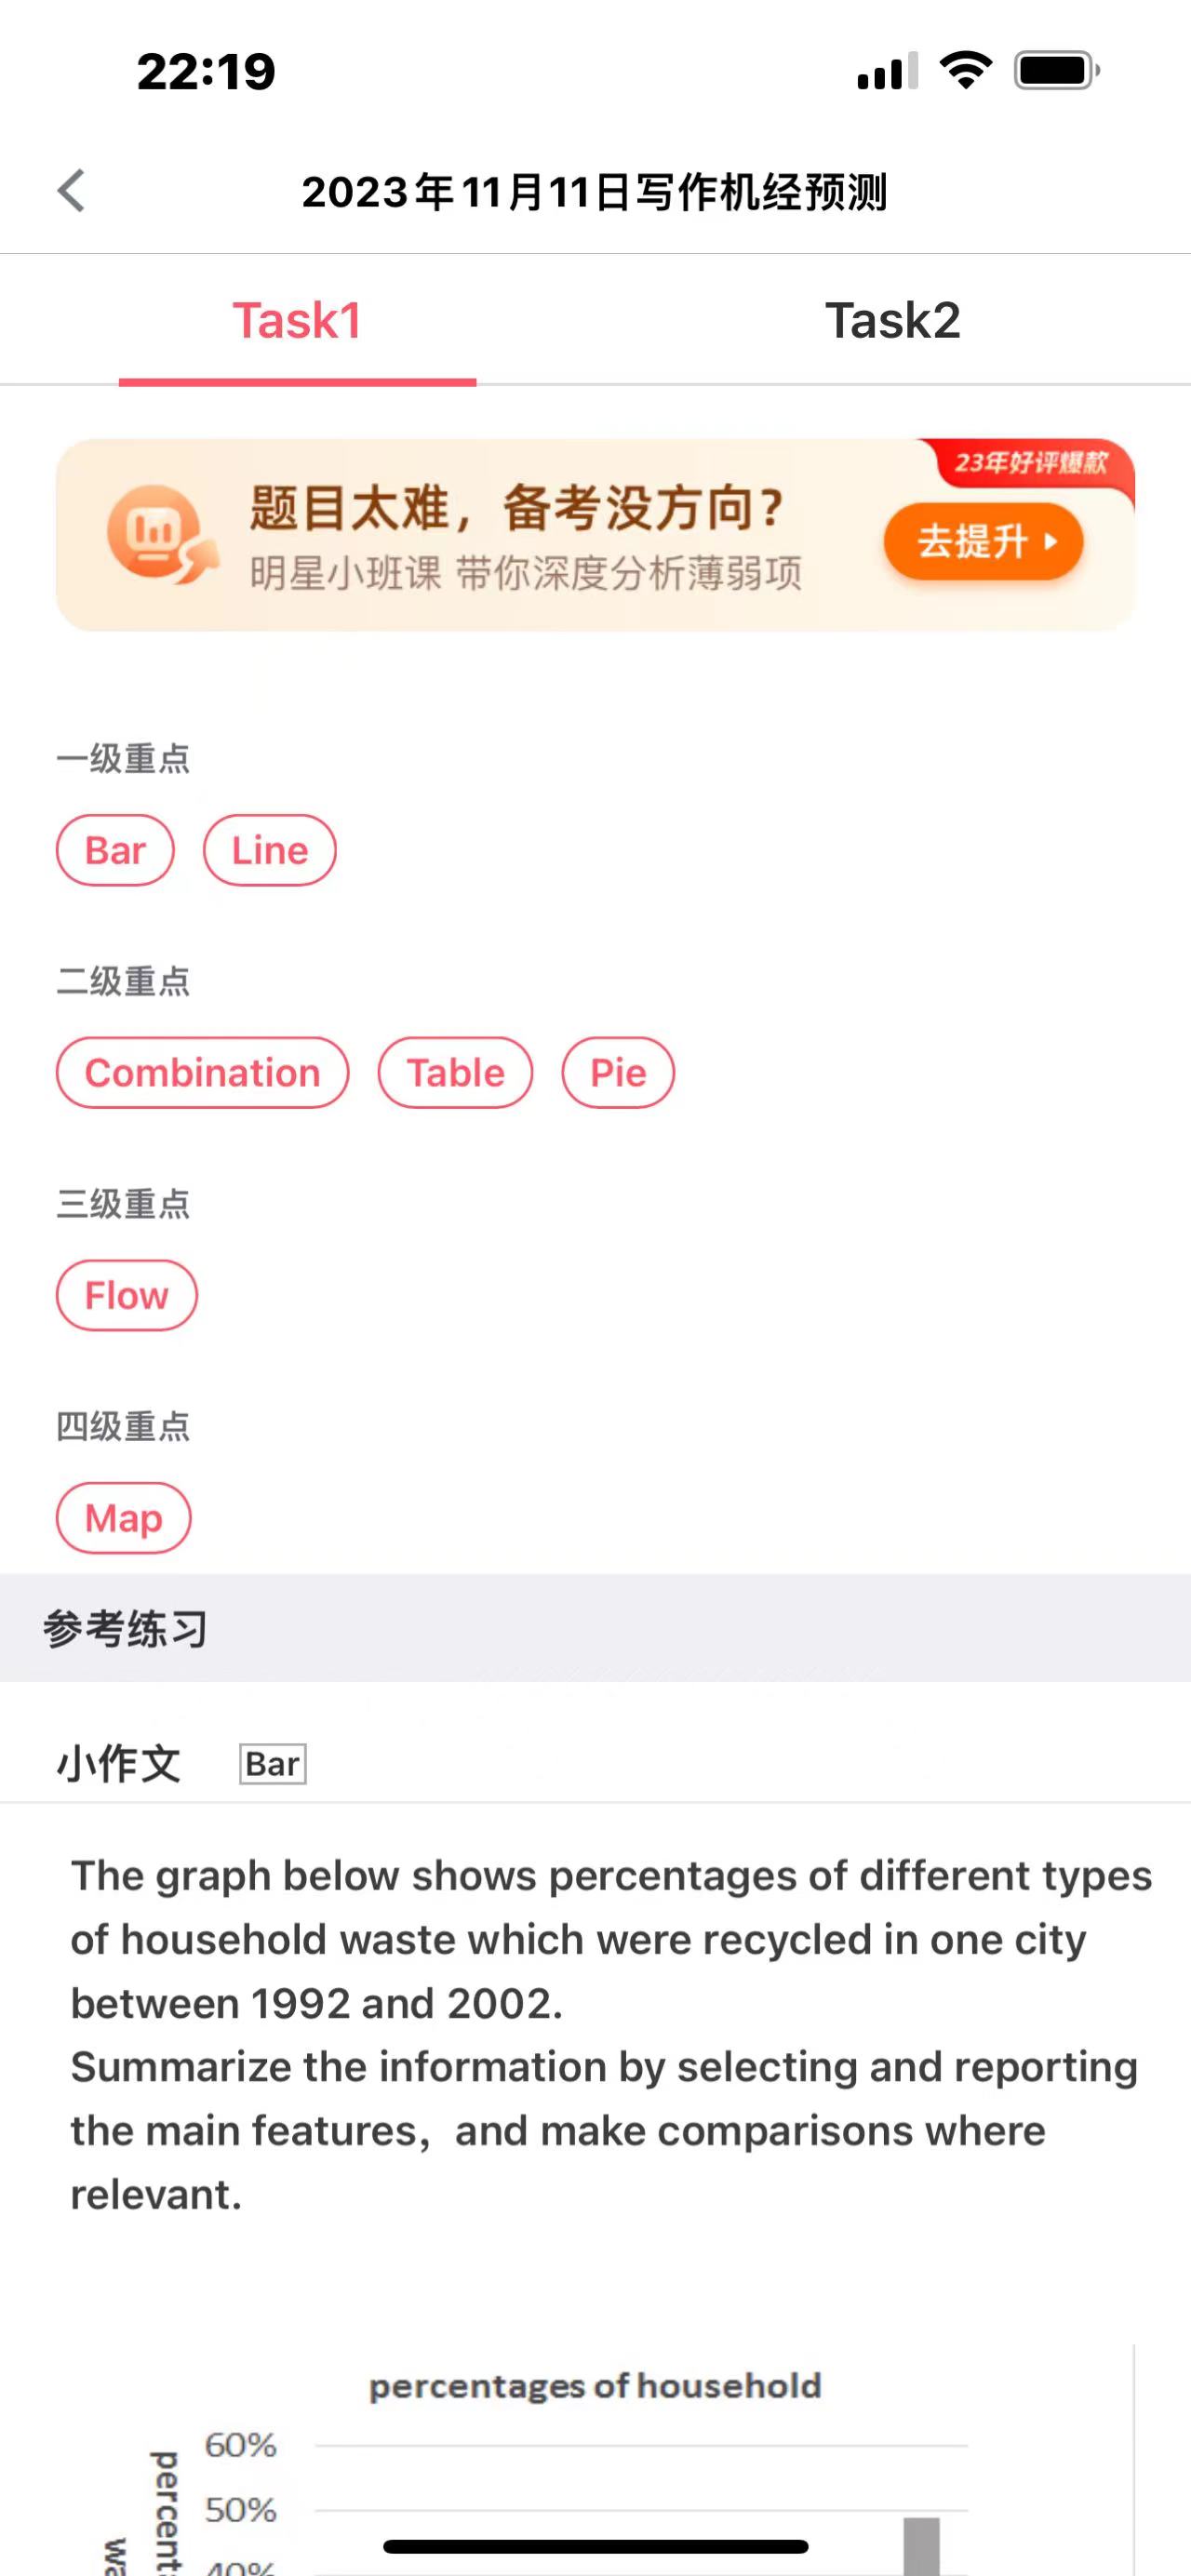 22:19
2023年11月11日写作机经预测
Task1
Task2
23年好评爆款
题目太难，备考没方向？
去提升
明星小班课 带你深度分析薄弱项
一级重点
Bar
Line
二级重点
Combination
Table
Pie
三级重点
Flow
四级重点
Map
参考练习
小作文
Bar
The graph below shows percentages of different types
of household waste which were recycled in one city
between 1992 and 2002.
Summarize the information by selecting and reporting
the main features，and make comparisons where
relevant.
percentages of household
60%
50%
40%